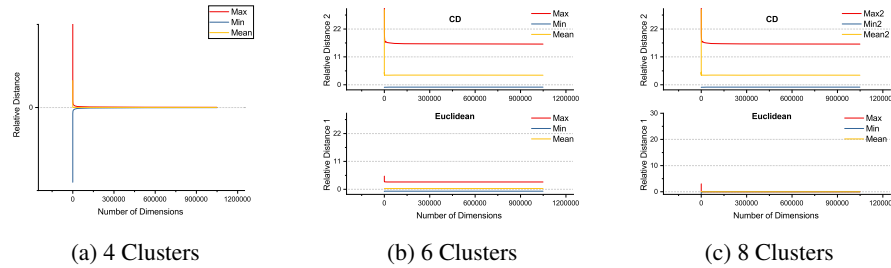 Max
Min
Mean
Relative Distance
0
0 300000 600000 900000 1200000
Number of Dimensions
(a) 4 Clusters
CD
Max
Min
Mean
Relative Distance 2
22
11
0
0 300000 600000 900000 1200000
Euclidean
Max
Min
Mean
Relative Distance 1
22
11
0
0 300000 600000 900000 1200000
Number of Dimensions
(b) 6 Clusters
CD
Max2
Min2
Mean2
Relative Distance 2
22
11
0
0 300000 600000 900000 1200000
Euclidean
Max
Min
Mean
Relative Distance 1
30
20
10
0
0 300000 600000 900000 1200000
Number of Dimensions
(c) 8 Clusters